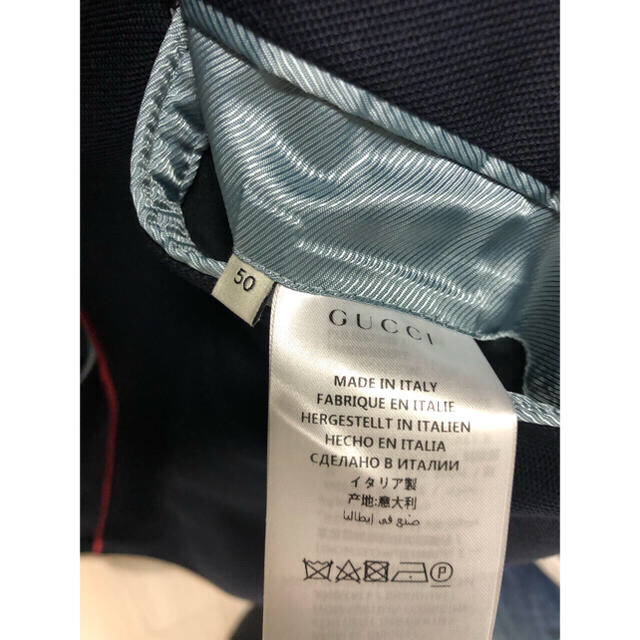 50
GUCCI
MADE IN ITALY
FABRIQUE EN ITALIE
HERGESTELLT IN ITALIEN
HECHO EN ITALIA
СДЕЛАНО В ИТАЛИИ
イタリア製
产地:意大利
صنع في إيطاليا
P